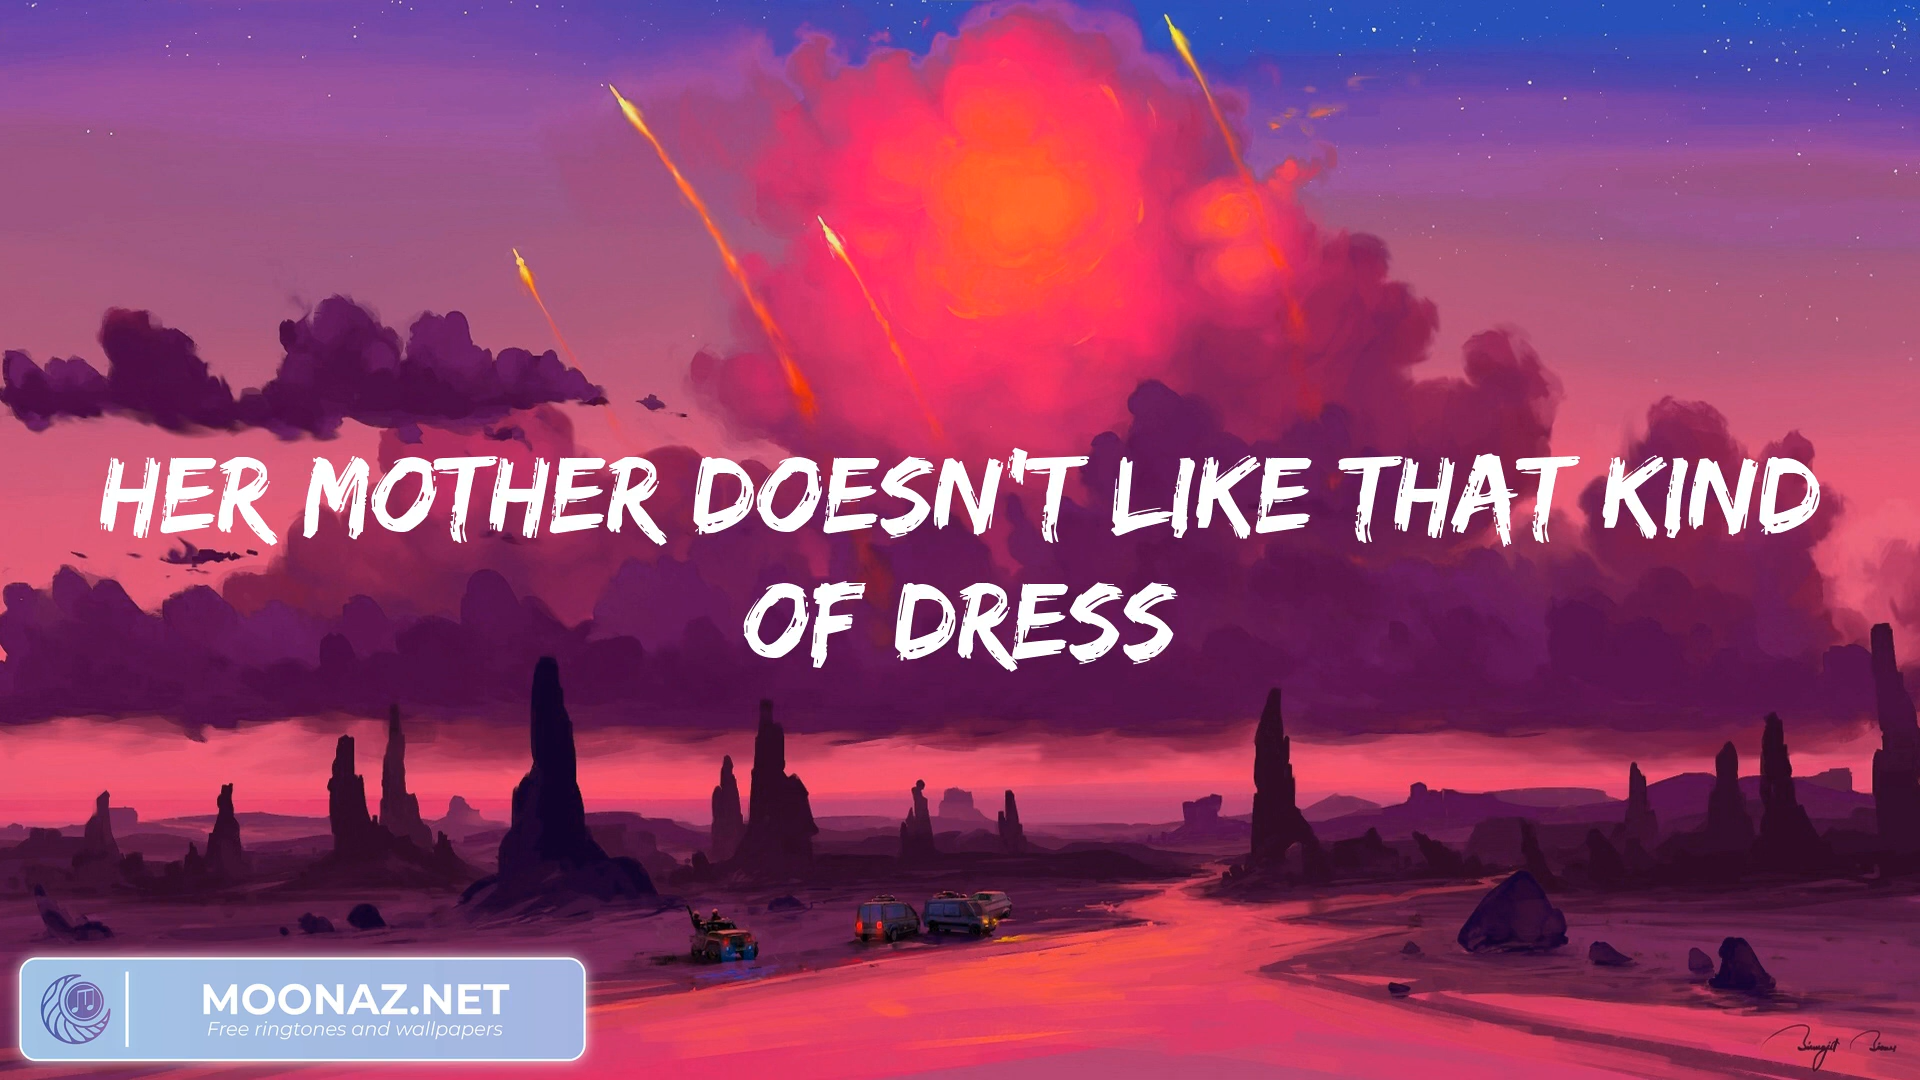 HER MOTHER DOESN'T LIKE THAT KIND
OF DRESS
MOONAZ.NET
Free ringtones and wallpapers